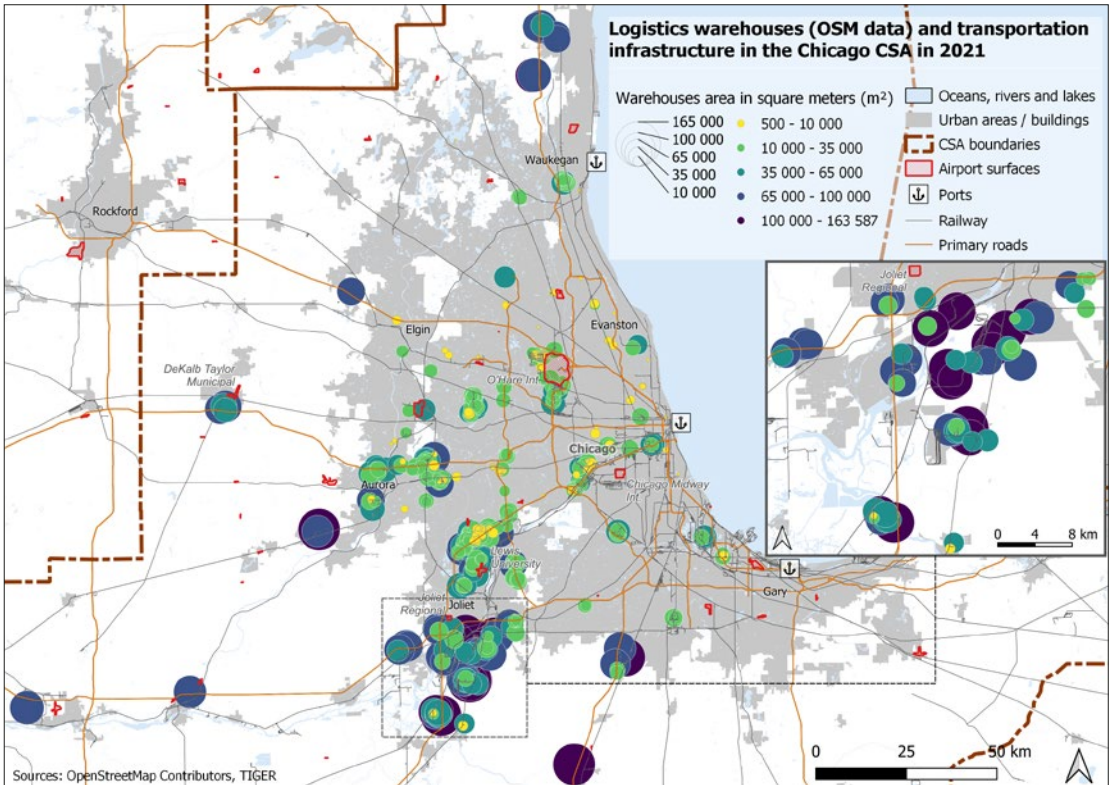 Logistics warehouses (OSM data) and transportation
infrastructure in the Chicago CSA in 2021
Warehouses area in square meters (m²)
165 000
100 000
65 000
35 000
10 000
500 - 10 000
10 000 - 35 000
35 000 - 65 000
65 000 - 100 000
100 000 - 163 587
Oceans, rivers and lakes
Urban areas / buildings
CSA boundaries
Airport surfaces
Ports
Railway
Primary roads
Waukegan
Rockford
Elgin
Evanston
DeKalb Taylor
Municipal
O'Hare Int
Chicago
Chicago Midway
Int
Aurora
Lewis
University
Joliet
Regional
Joliet
Gary
Joliet
Regional
0 4 8 km
0 25 50 km
Sources: OpenStreetMap Contributors, TIGER